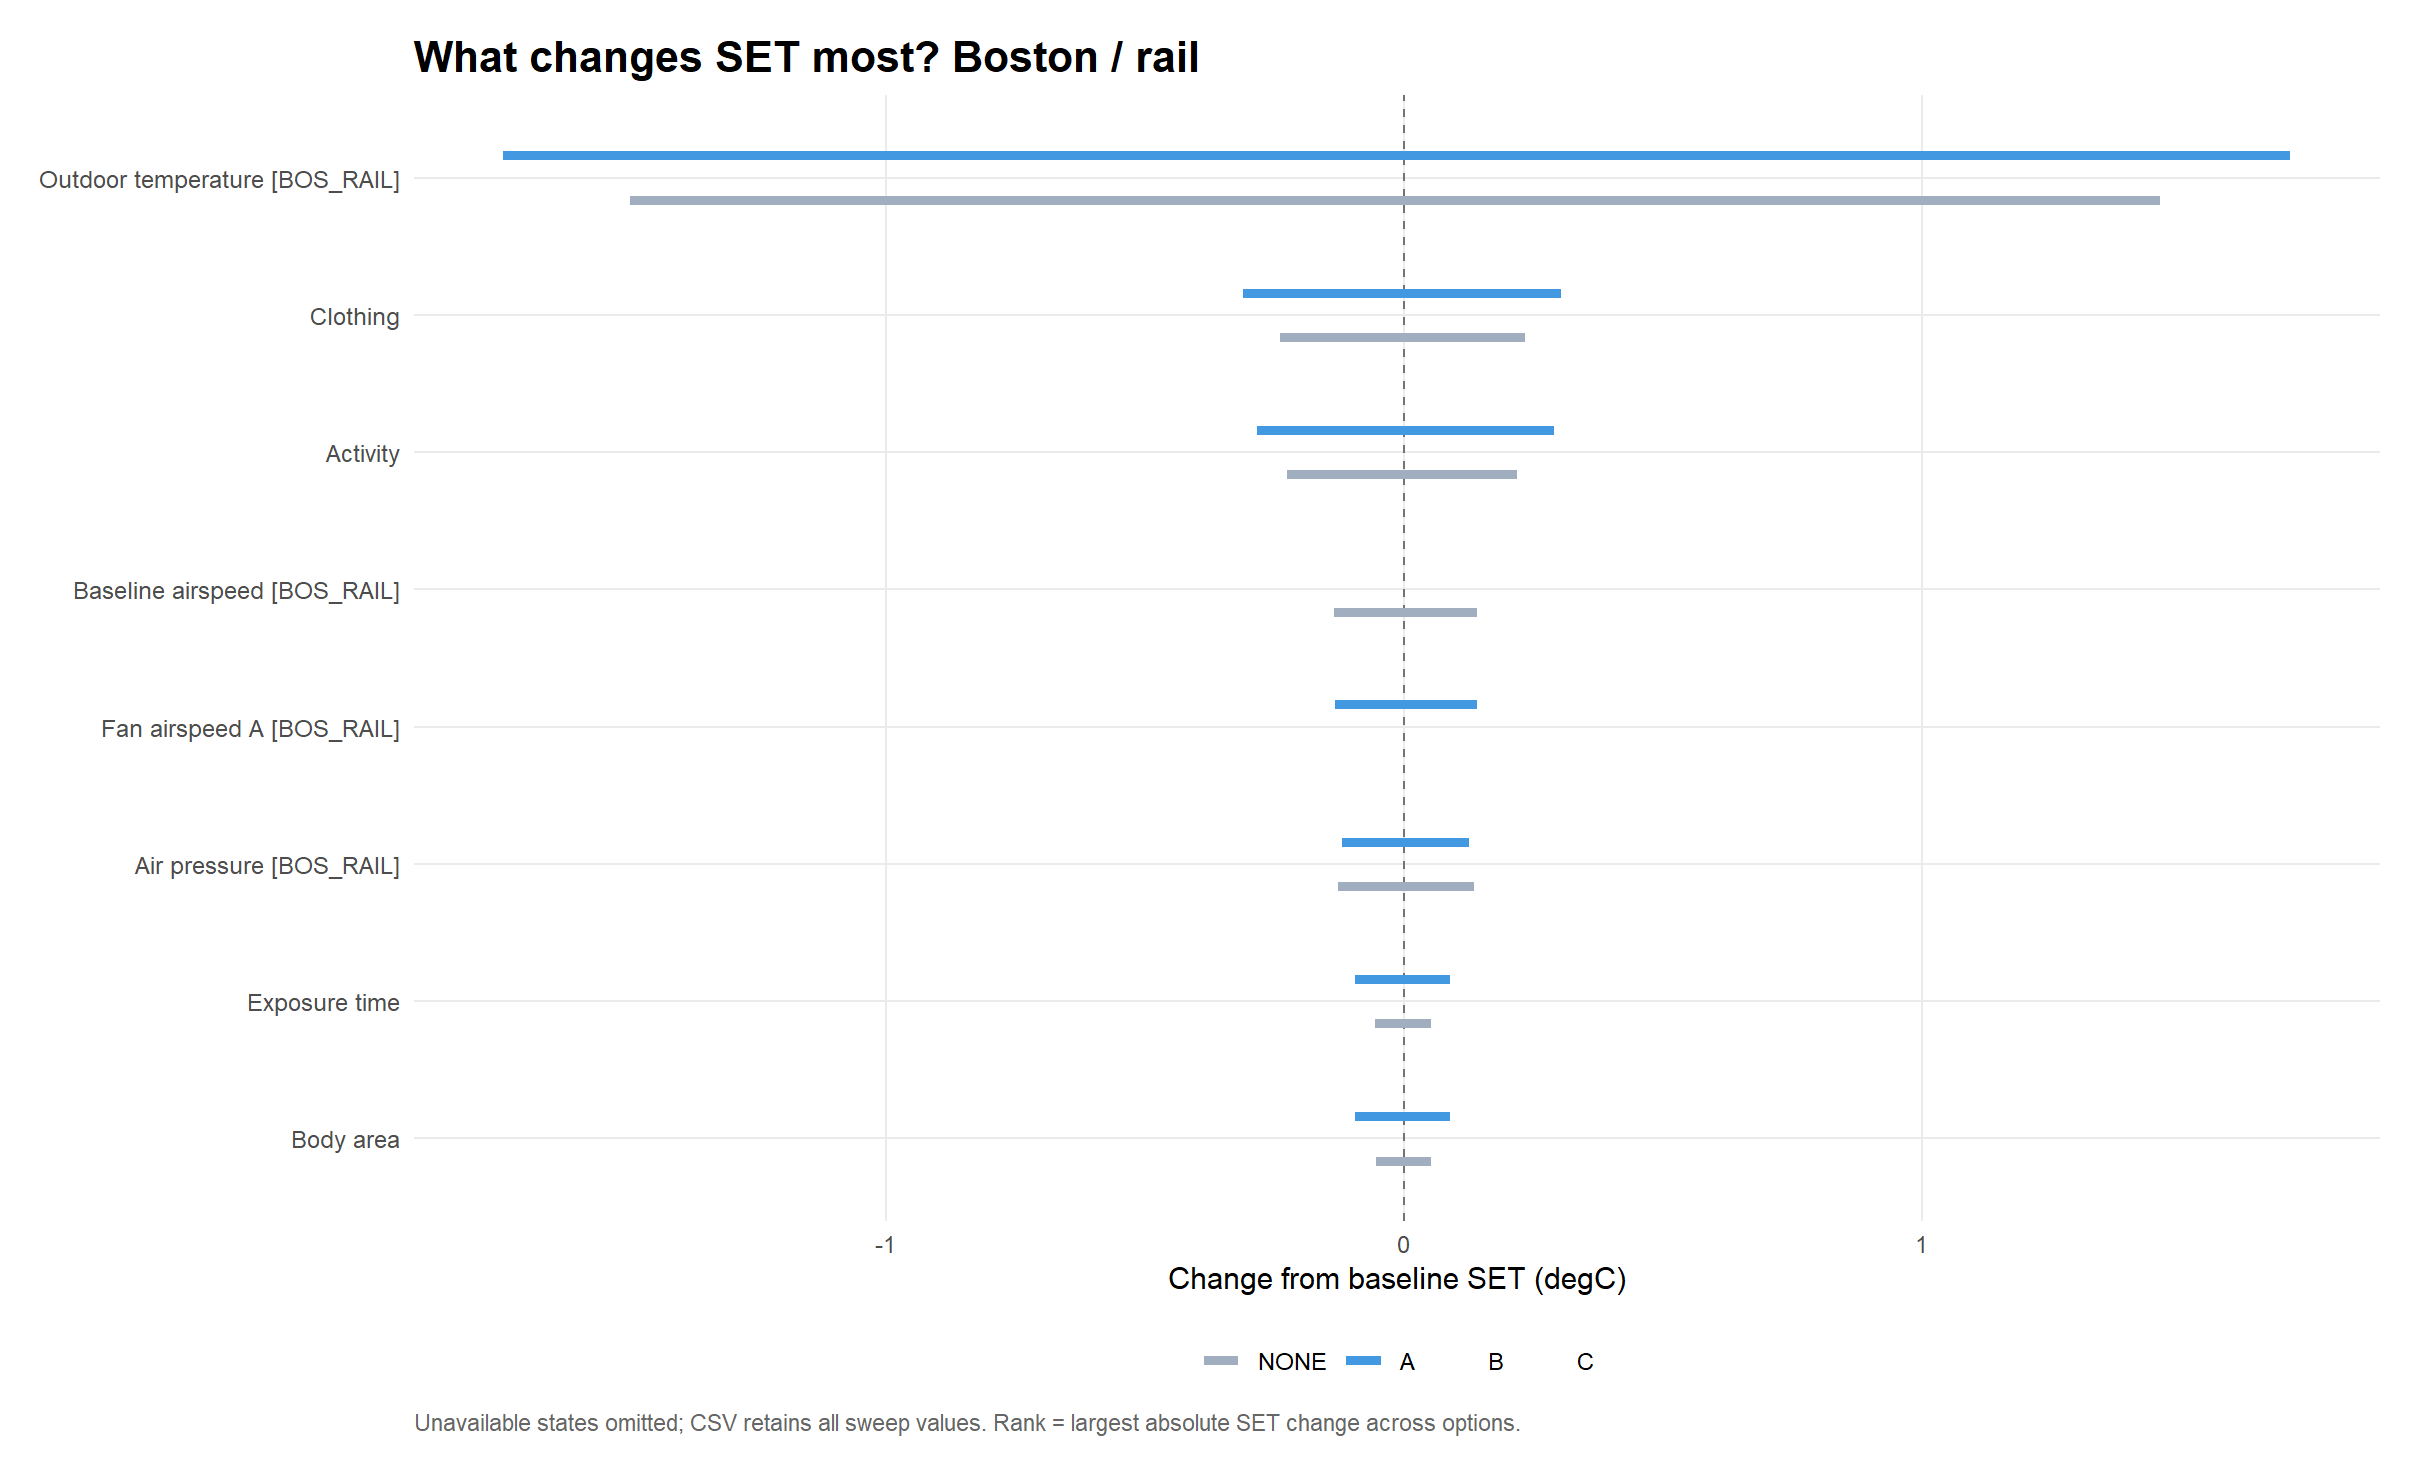 What changes SET most? Boston / rail
Outdoor temperature [BOS_RAIL]
Clothing
Activity
Baseline airspeed [BOS_RAIL]
Fan airspeed A [BOS_RAIL]
Air pressure [BOS_RAIL]
Exposure time
Body area
-1 0 1
Change from baseline SET (degC)
NONE A B C
Unavailable states omitted; CSV retains all sweep values. Rank = largest absolute SET change across options.